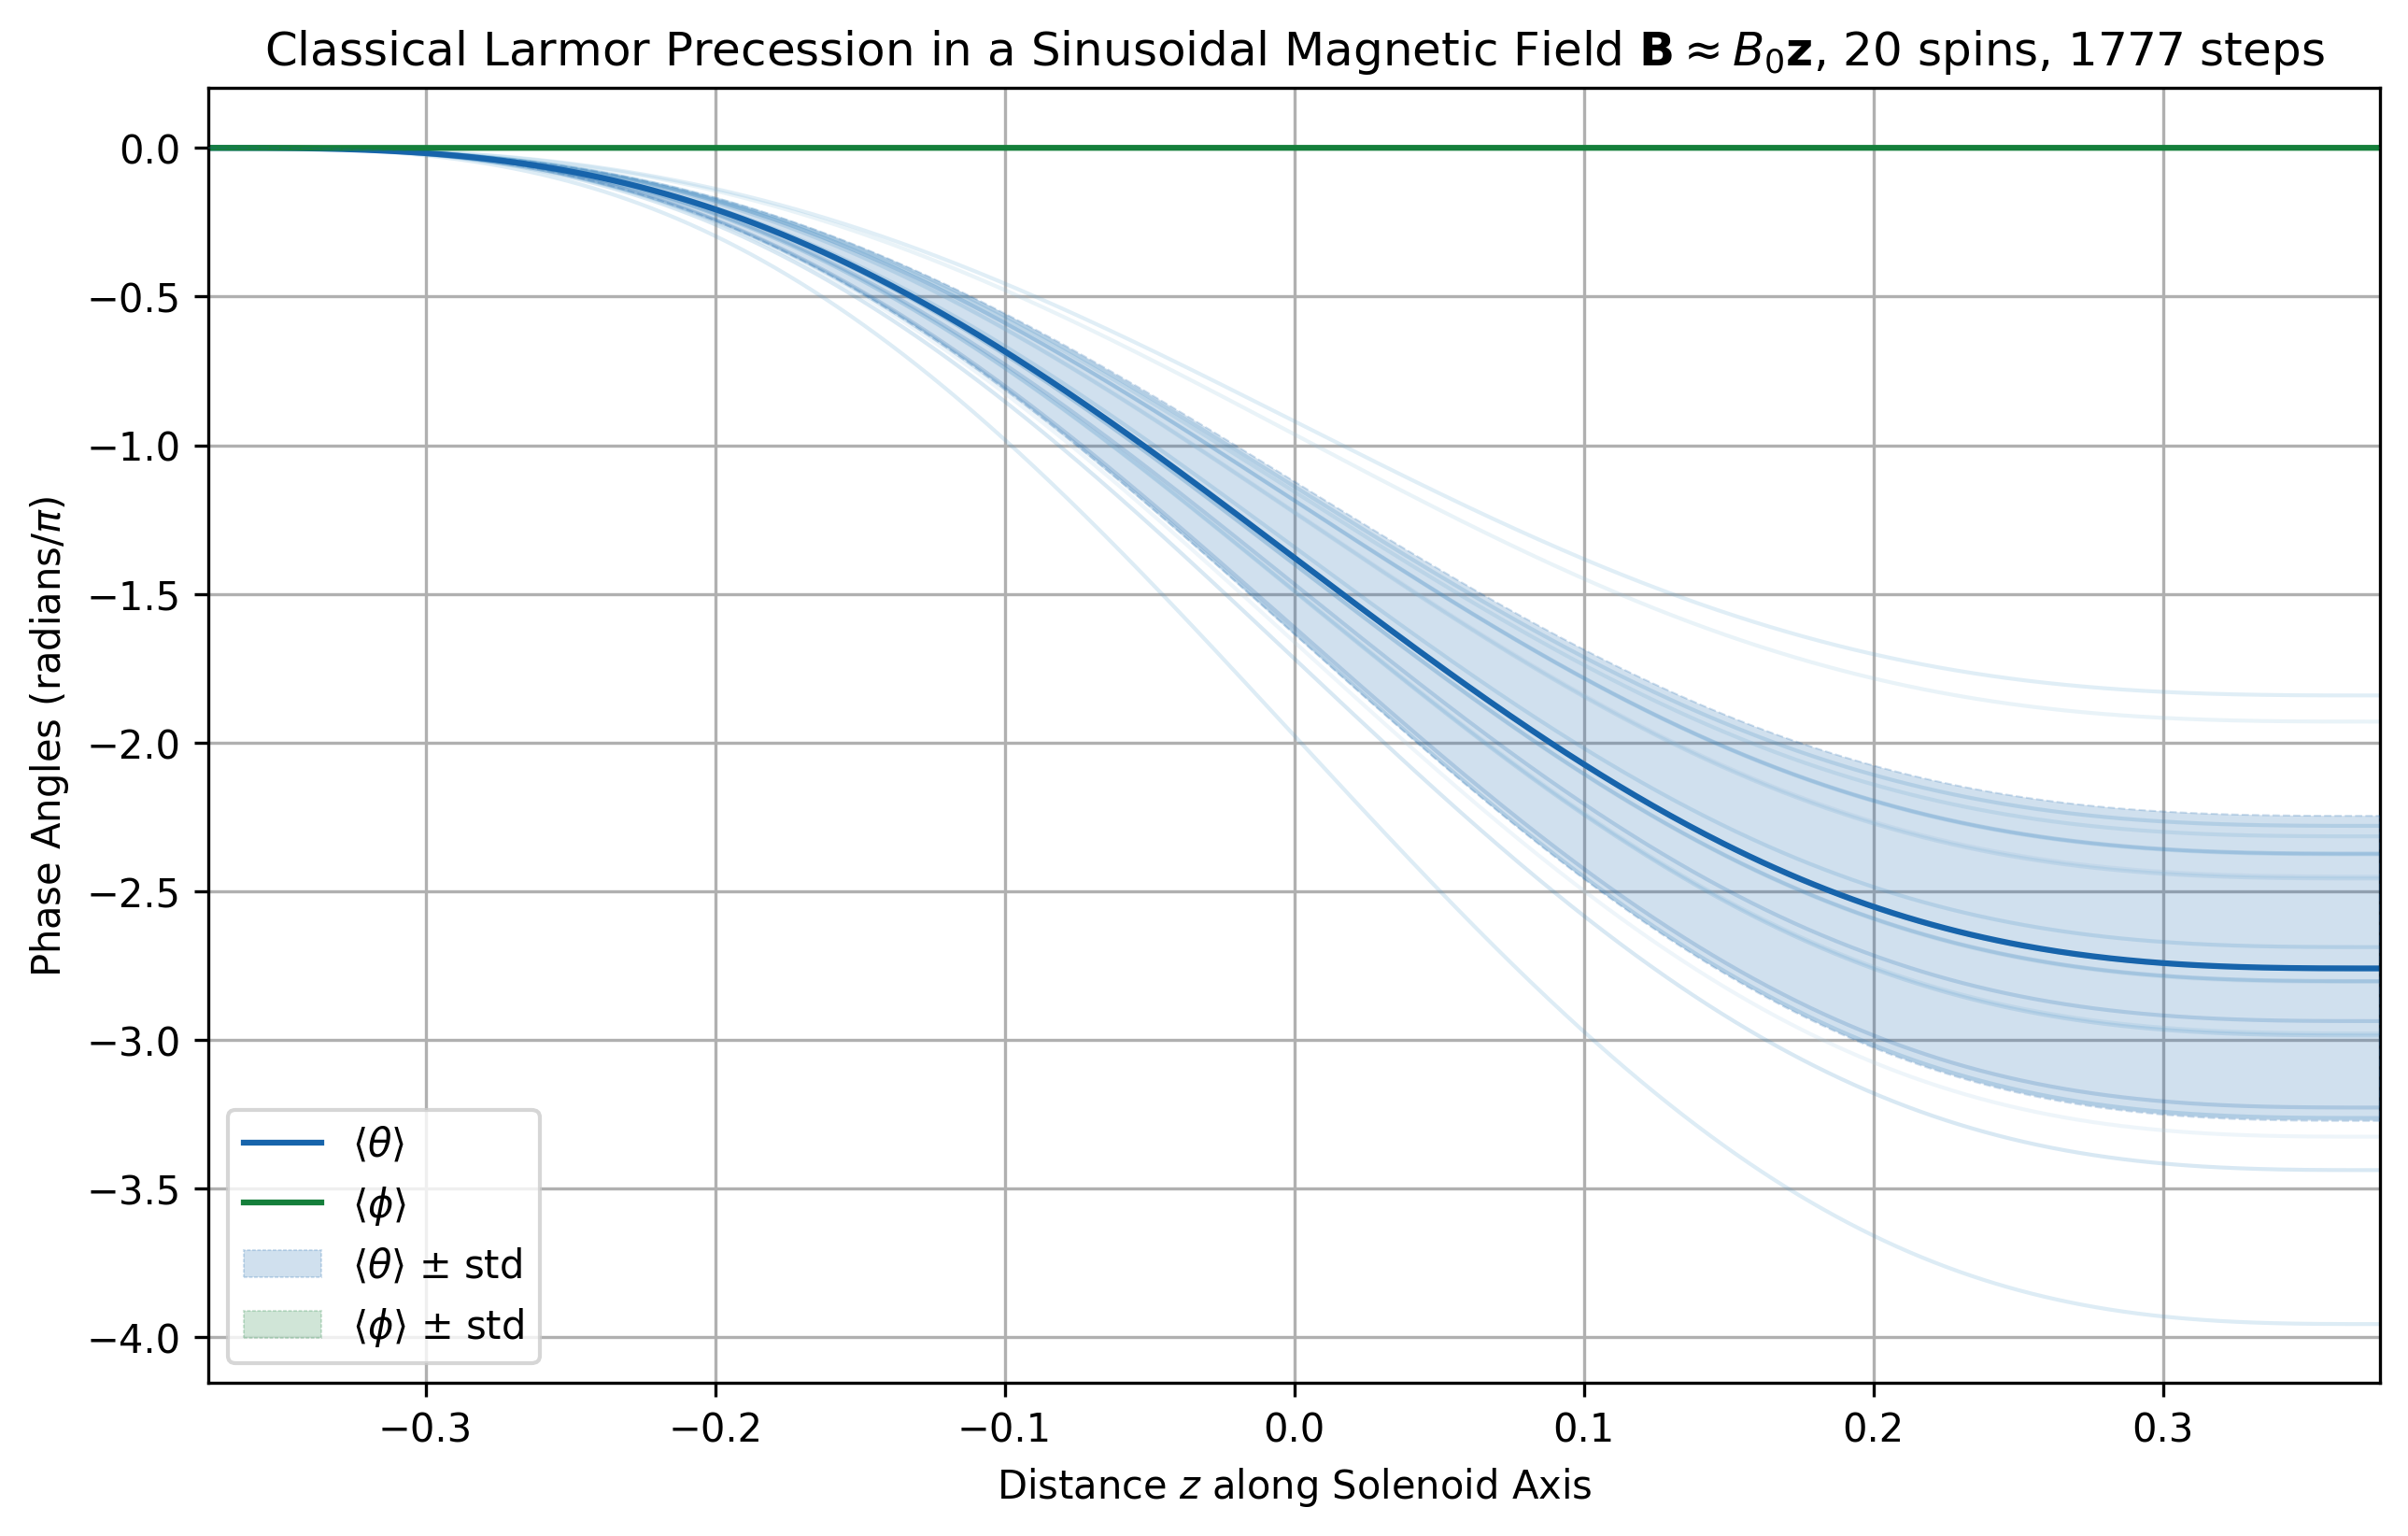 Classical Larmor Precession in a Sinusoidal Magnetic Field B ≈ B₀z, 20 spins, 1777 steps
Phase Angles (radians/π)
0.0
−0.5
−1.0
−1.5
−2.0
−2.5
−3.0
−3.5
−4.0
⟨θ⟩
⟨ϕ⟩
⟨θ⟩ ± std
⟨ϕ⟩ ± std
−0.3 −0.2 −0.1 0.0 0.1 0.2 0.3
Distance z along Solenoid Axis